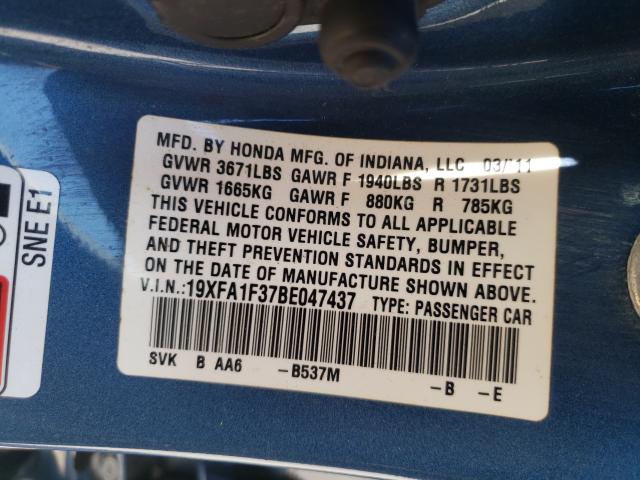 MFD. BY HONDA MFG. OF INDIANA, LLC 03/11
GVWR 3671LBS GAWR F 1940LBS R 1731LBS
GVWR 1665KG GAWR F 880KG R 785KG
THIS VEHICLE CONFORMS TO ALL APPLICABLE
FEDERAL MOTOR VEHICLE SAFETY, BUMPER,
AND THEFT PREVENTION STANDARDS IN EFFECT
ON THE DATE OF MANUFACTURE SHOWN ABOVE.
V.I.N.:19XFA1F37BE047437 TYPE: PASSENGER CAR
SVK B AA6 -B537M -B -E
SNE E1